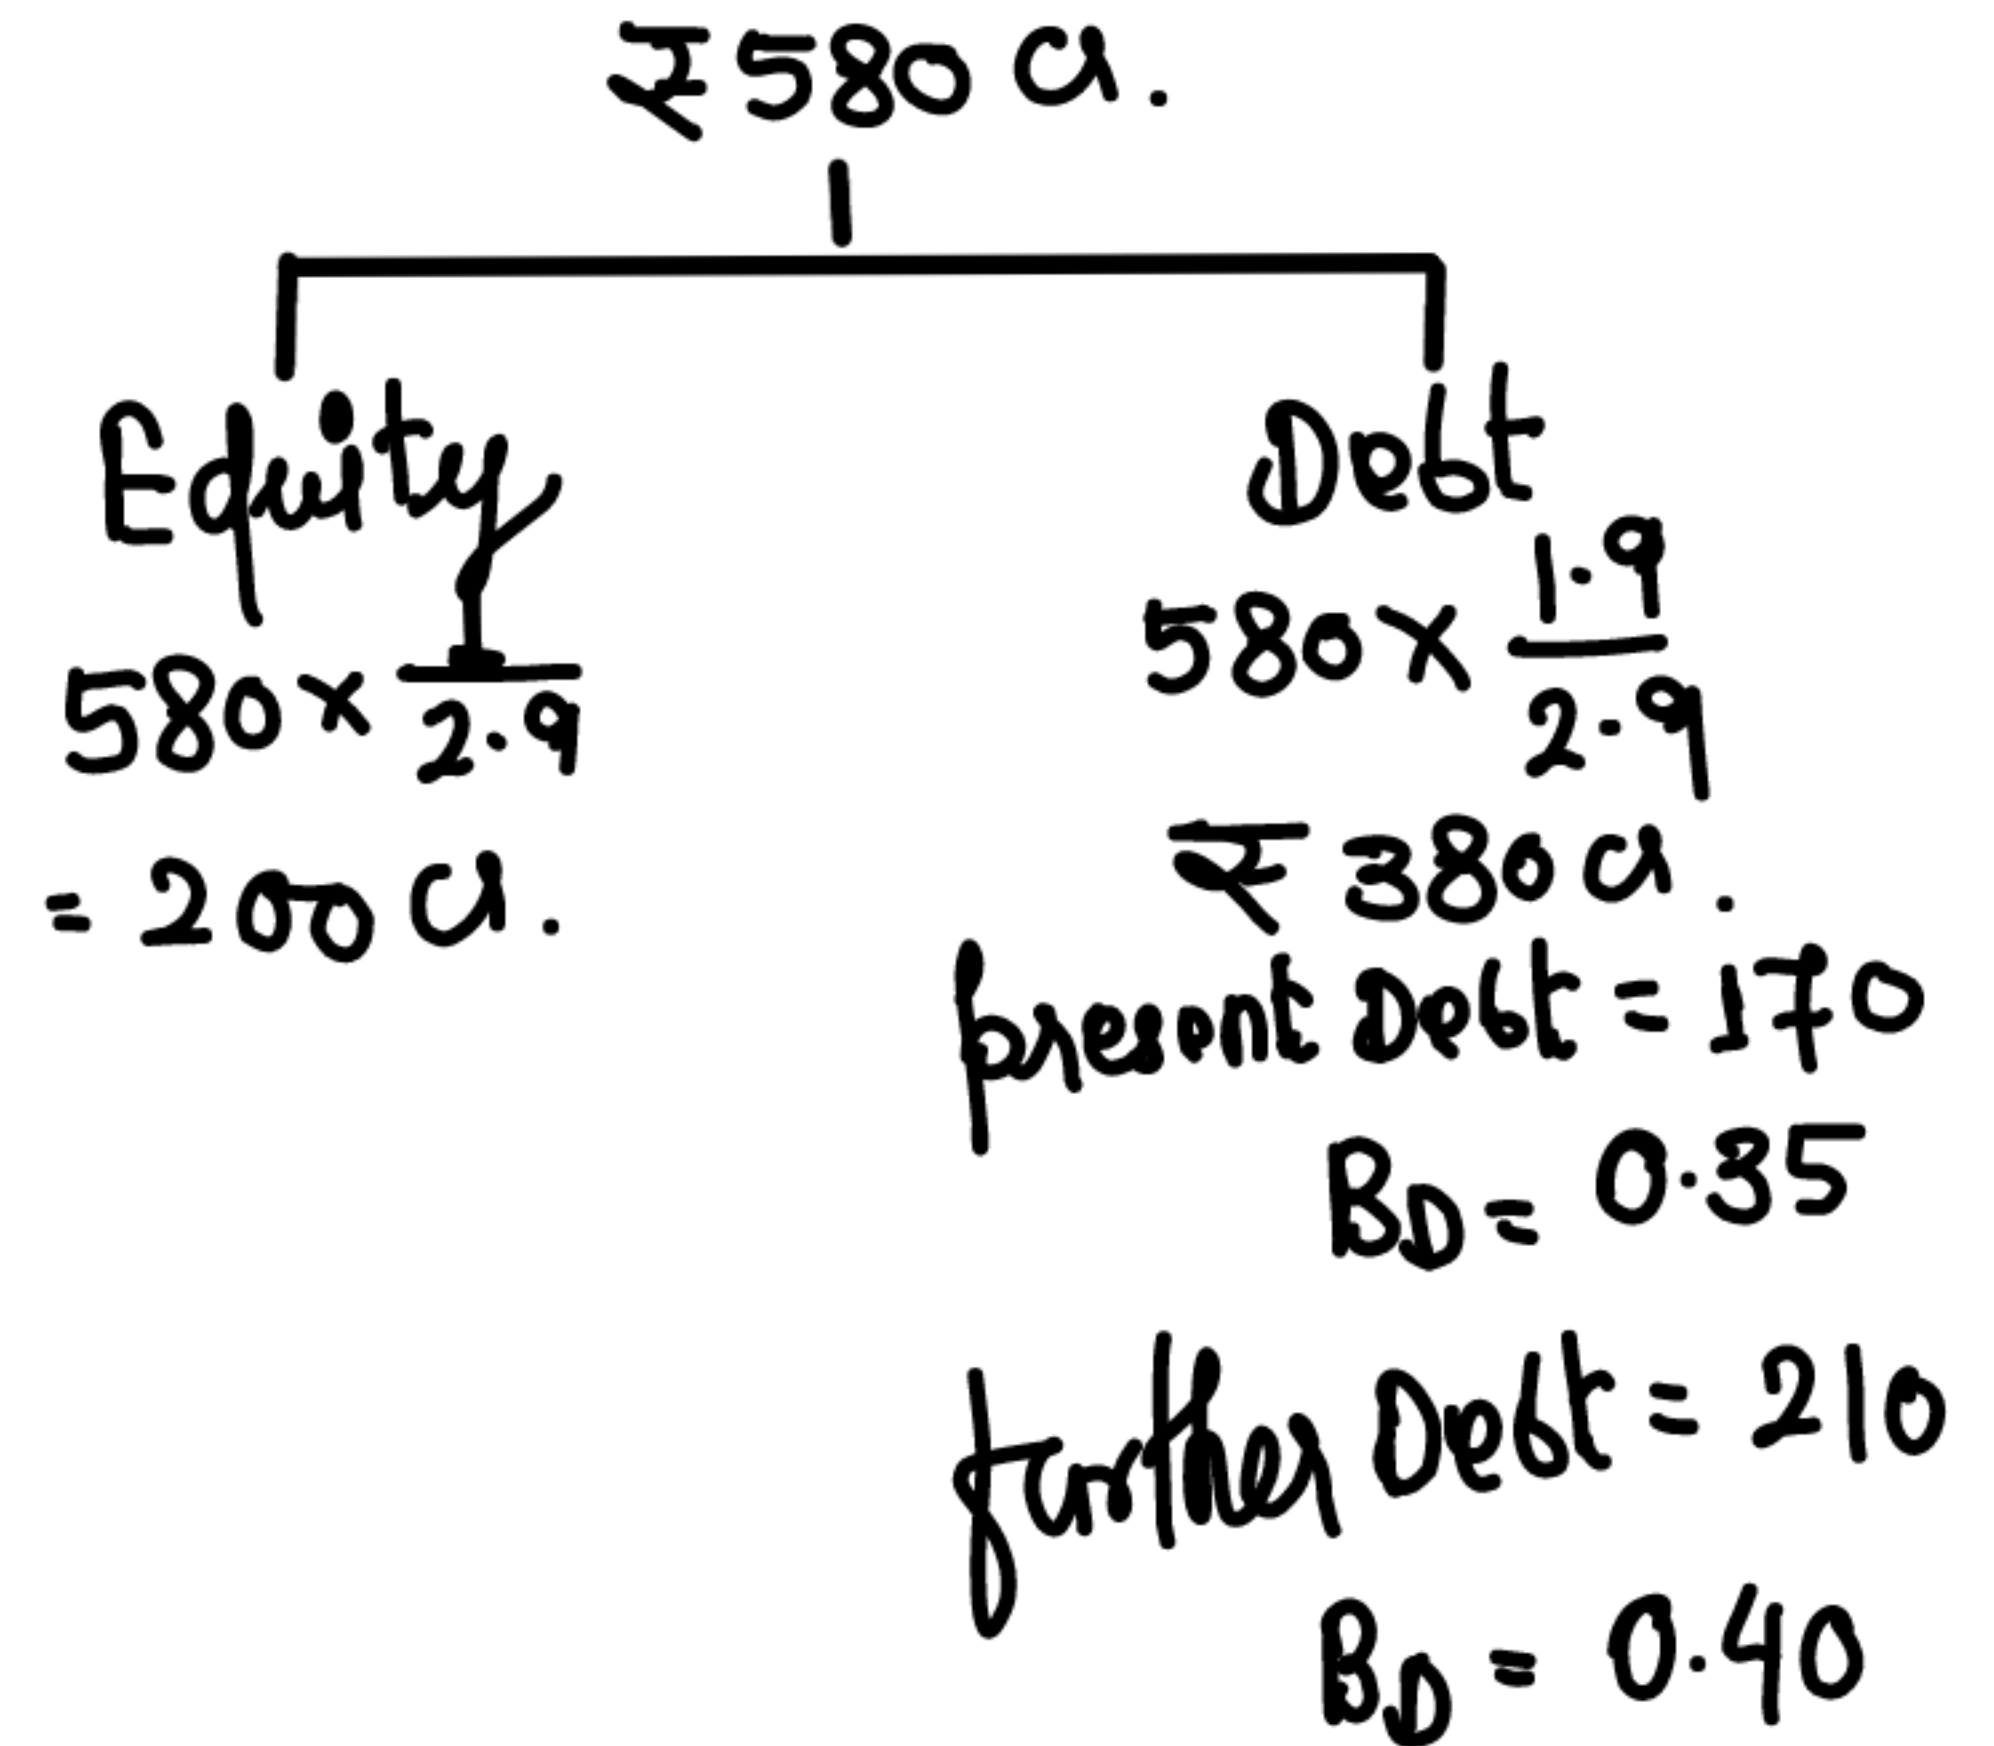 ₹580 Cr.
Equity
580 × 1/2.9
= 200 Cr.
Debt
580 × 1.9/2.9
₹ 380 Cr.
present Debt = 170
BD = 0.35
further Debt = 210
BD = 0.40